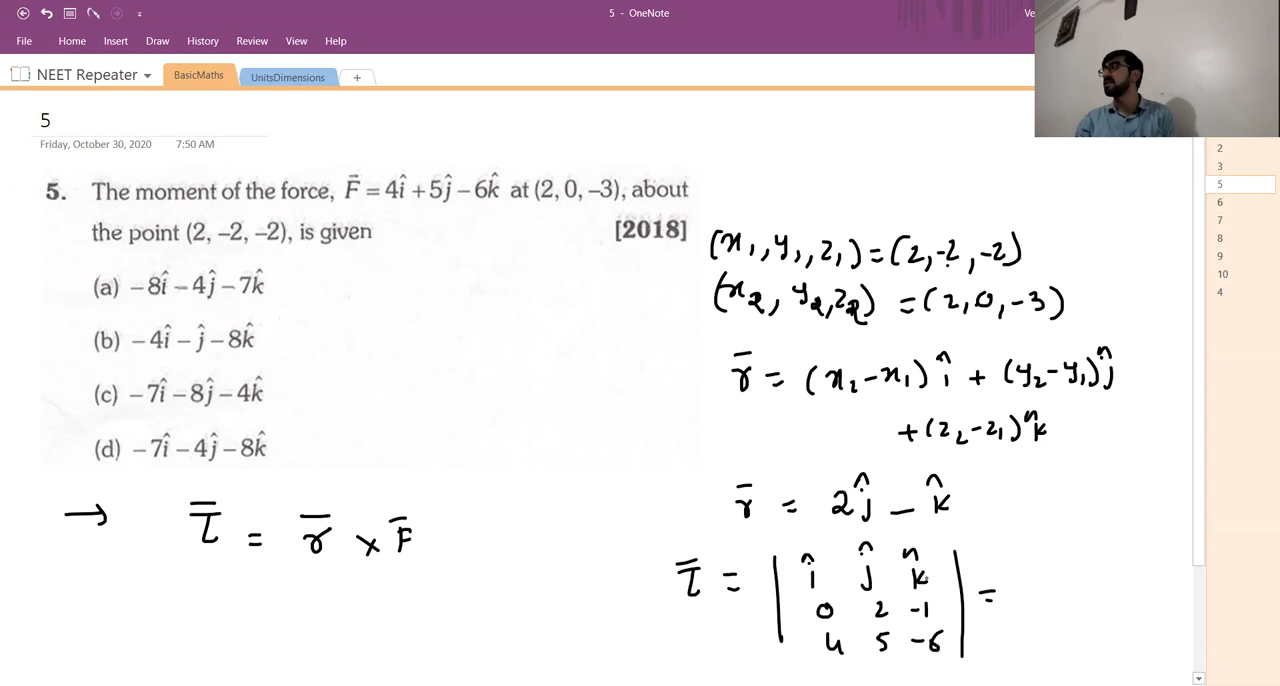 5 - OneNote
Ve
File Home Insert Draw History Review View Help
NEET Repeater BasicMaths UnitsDimensions +
5
Friday, October 30, 2020 7:50 AM
5. The moment of the force, F⃗ = 4î + 5ĵ − 6k̂ at (2, 0, −3), about
the point (2, −2, −2), is given [2018]
(a) −8î − 4ĵ − 7k̂
(b) −4î − ĵ − 8k̂
(c) −7î − 8ĵ − 4k̂
(d) −7î − 4ĵ − 8k̂
→ τ̄ = r̄ × F̄
(x₁, y₁, z₁) = (2, -2, -2)
(x₂, y₂, z₂) = (2, 0, -3)
r̄ = (x₂ - x₁) î + (y₂ - y₁) ĵ
+ (z₂ - z₁) k̂
r̄ = 2ĵ - k̂
τ̄ = | î ĵ k̂ | =
0 2 -1
4 5 -6
2
3
5
6
7
8
9
10
4